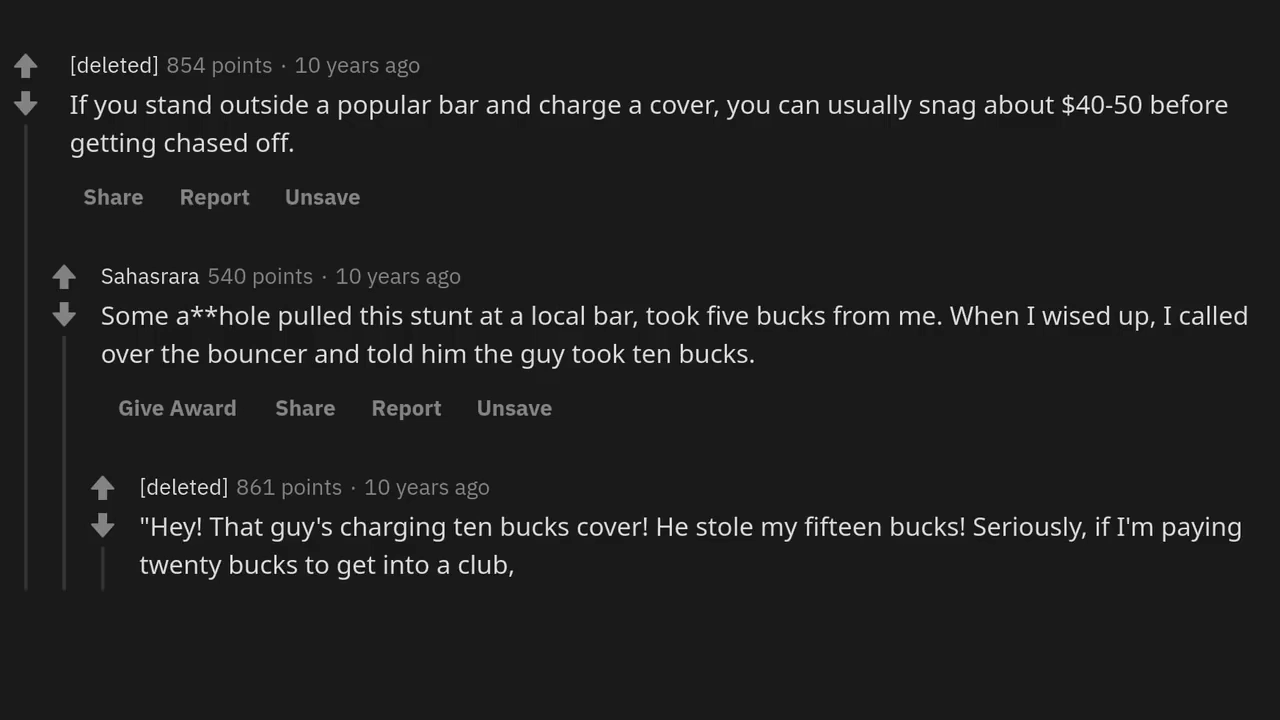 [deleted] 854 points · 10 years ago
If you stand outside a popular bar and charge a cover, you can usually snag about $40-50 before
getting chased off.
Share Report Unsave
Sahasrara 540 points · 10 years ago
Some a**hole pulled this stunt at a local bar, took five bucks from me. When I wised up, I called
over the bouncer and told him the guy took ten bucks.
Give Award Share Report Unsave
[deleted] 861 points · 10 years ago
"Hey! That guy's charging ten bucks cover! He stole my fifteen bucks! Seriously, if I'm paying
twenty bucks to get into a club,